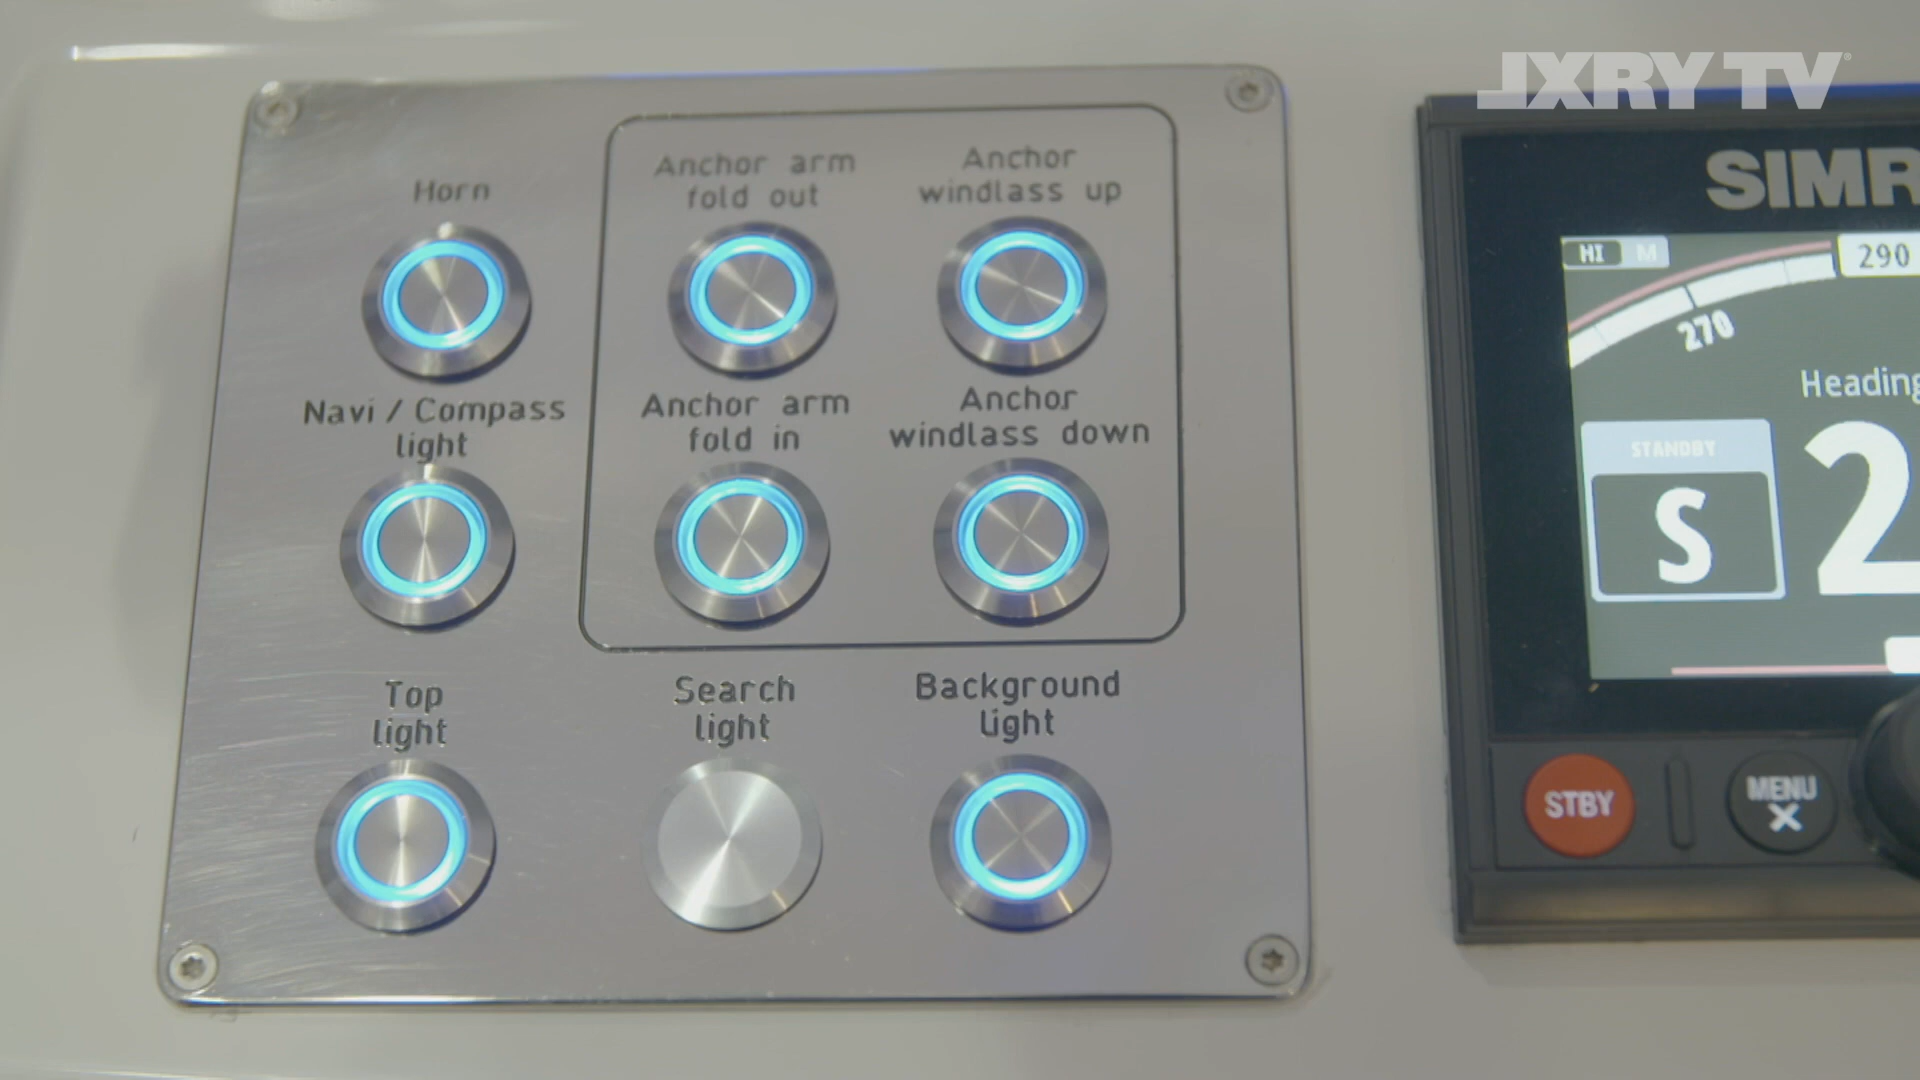 LXRY TV
Horn
Anchor arm
fold out
Anchor
windlass up
Navi / Compass
light
Anchor arm
fold in
Anchor
windlass down
Top
light
Search
light
Background
light
SIMR
HI M
290
270
Heading
STANDBY
S
2
STBY
MENU
X